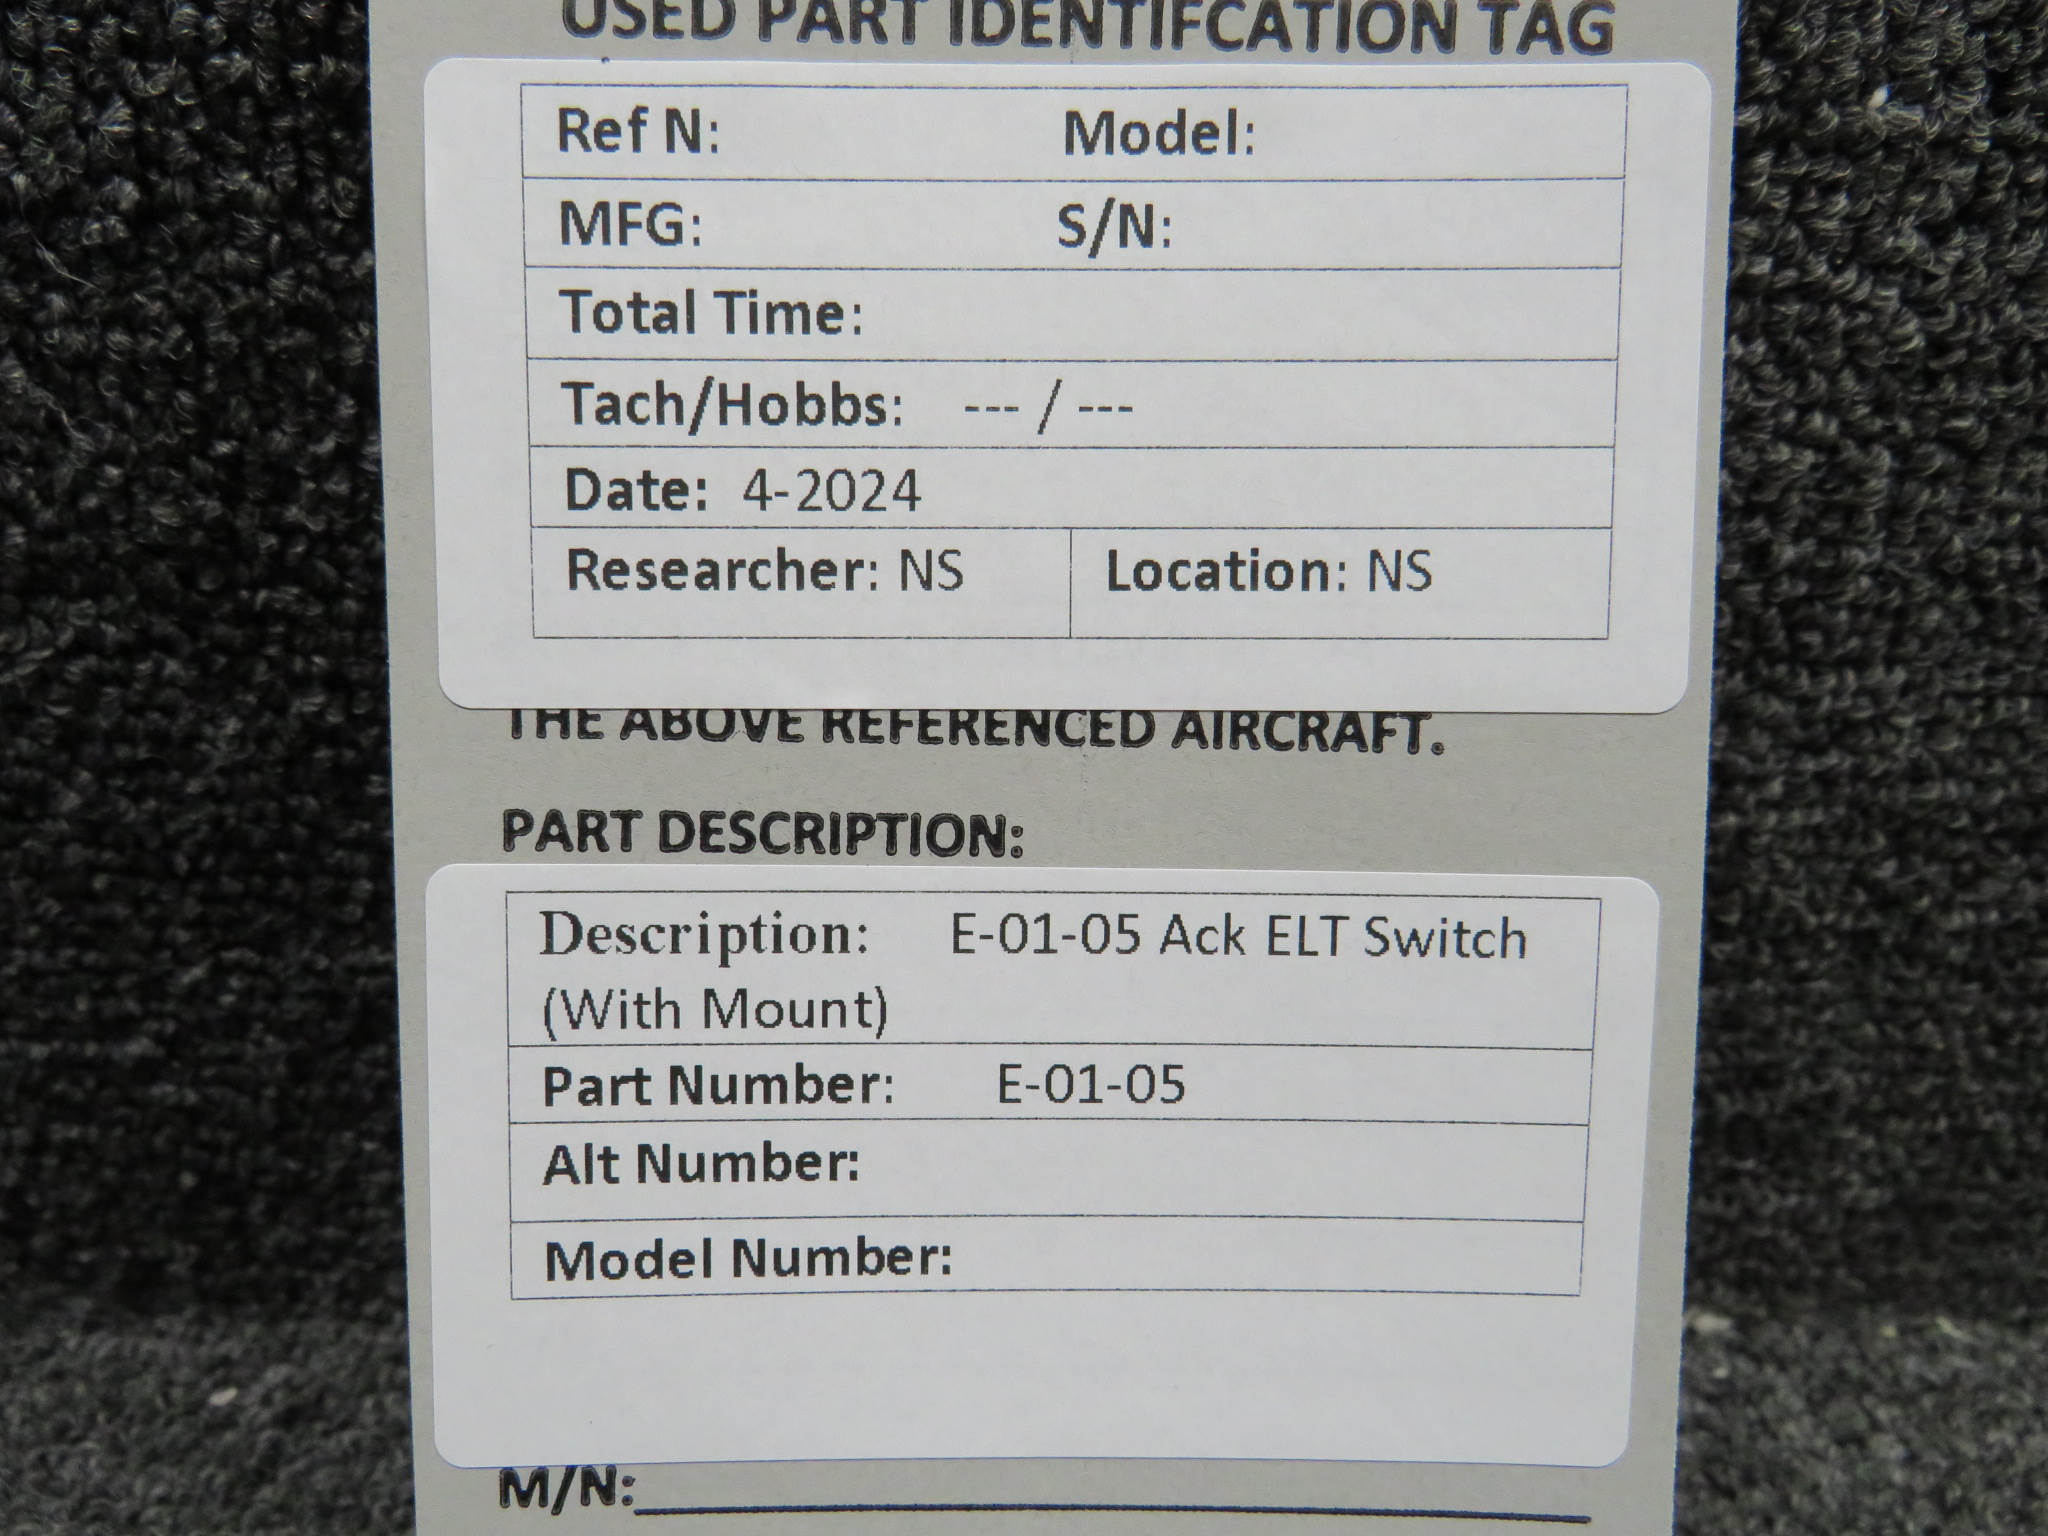 USED PART IDENTIFCATION TAG
Ref N: Model:
MFG: S/N:
Total Time:
Tach/Hobbs: --- / ---
Date: 4-2024
Researcher: NS Location: NS
THE ABOVE REFERENCED AIRCRAFT.
PART DESCRIPTION:
Description: E-01-05 Ack ELT Switch
(With Mount)
Part Number: E-01-05
Alt Number:
Model Number:
M/N: